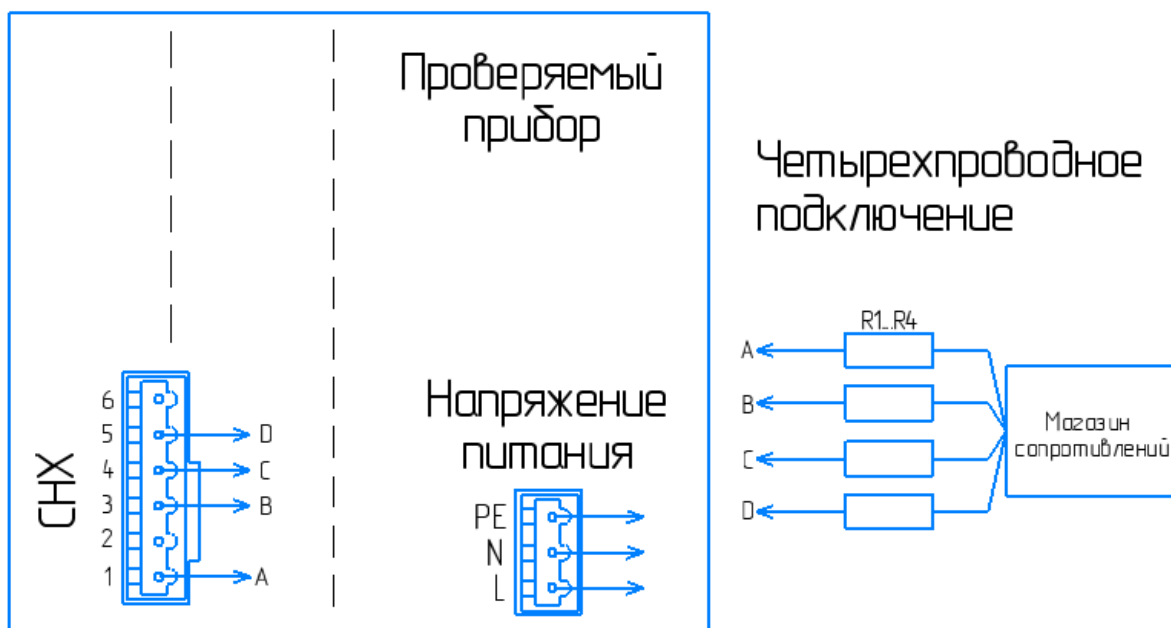 Проверяемый
прибор
Четырехпроводное
подключение
R1...R4
A
B
C
D
Магазин
сопротивлений
Напряжение
питания
PE
N
L
CHX
6
5 D
4 C
3 B
2
1 A